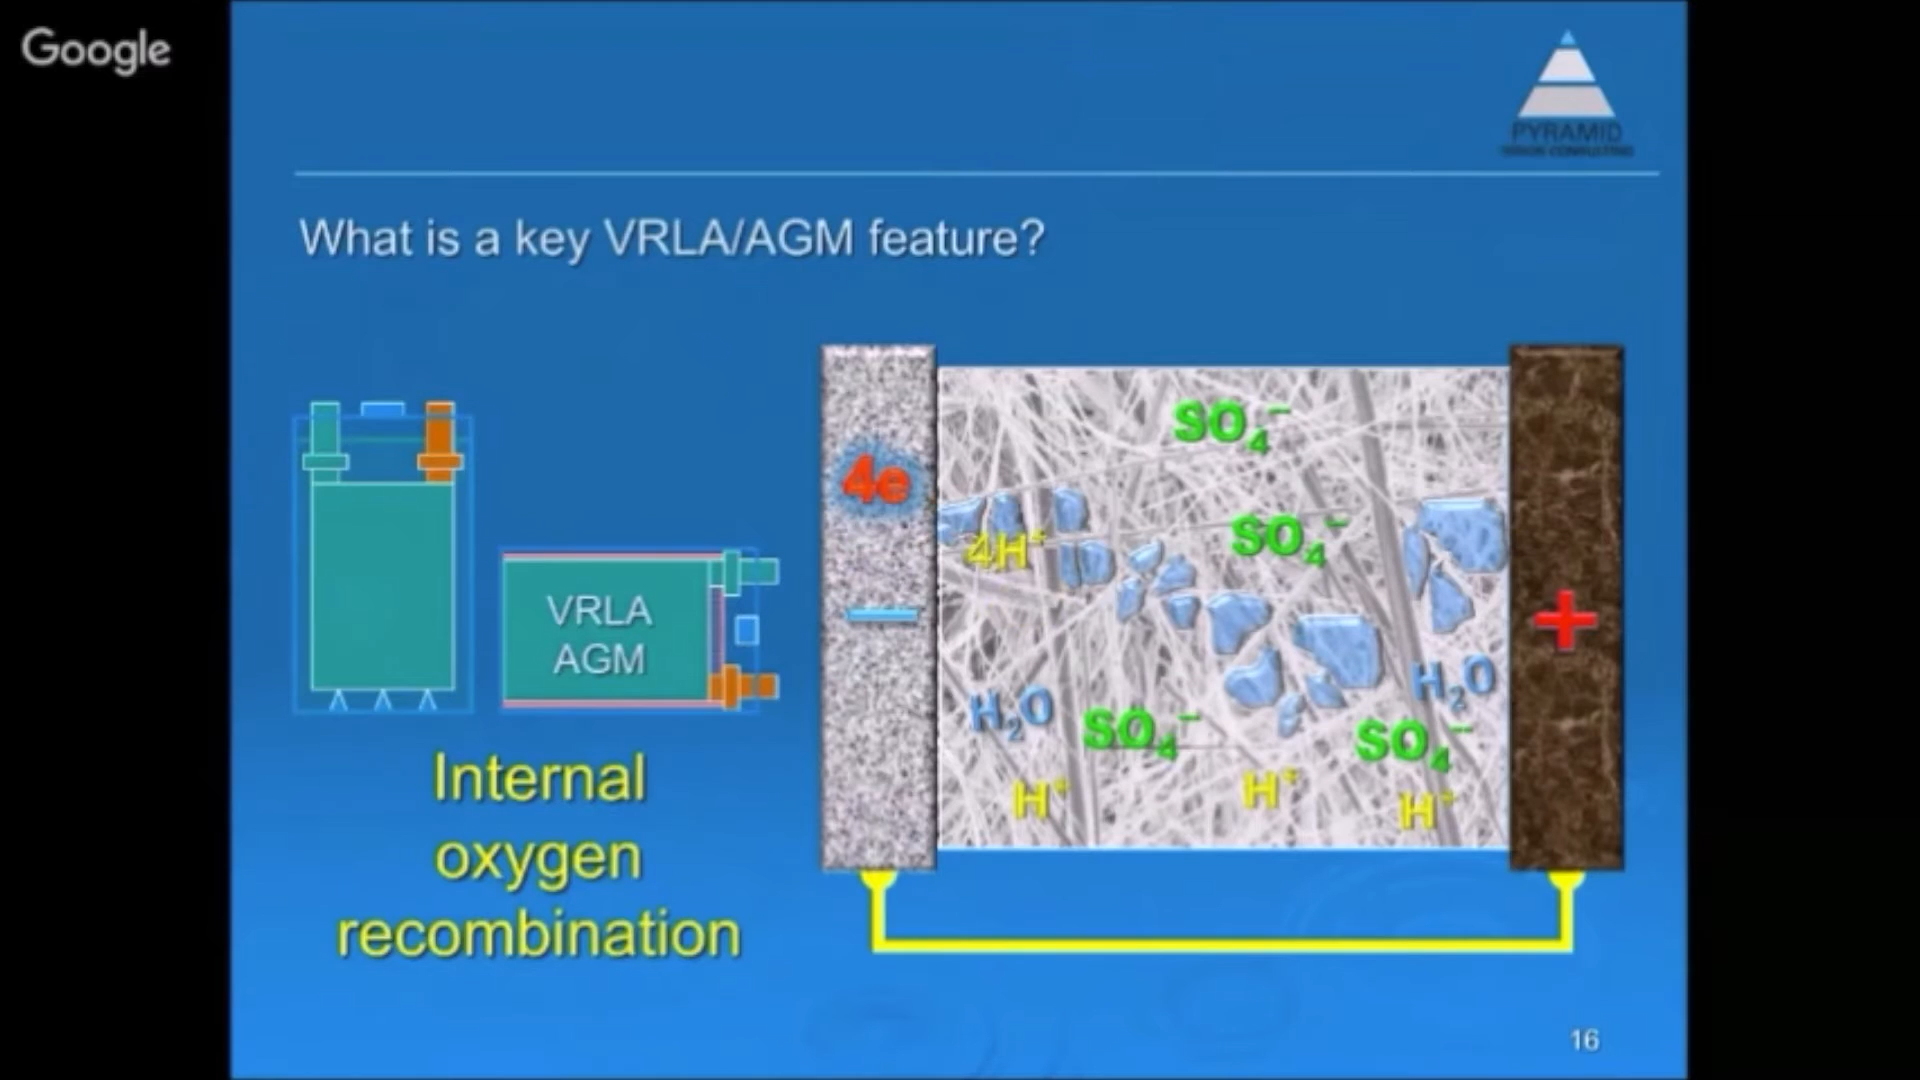 Google
PYRAMID
What is a key VRLA/AGM feature?
SO₄⁻
4e
SO₄⁻
4H⁺
VRLA
AGM
H₂O
H₂O
SO₄⁻
SO₄⁻⁻
H⁺
H⁺
H⁺
+
Internal
oxygen
recombination
16